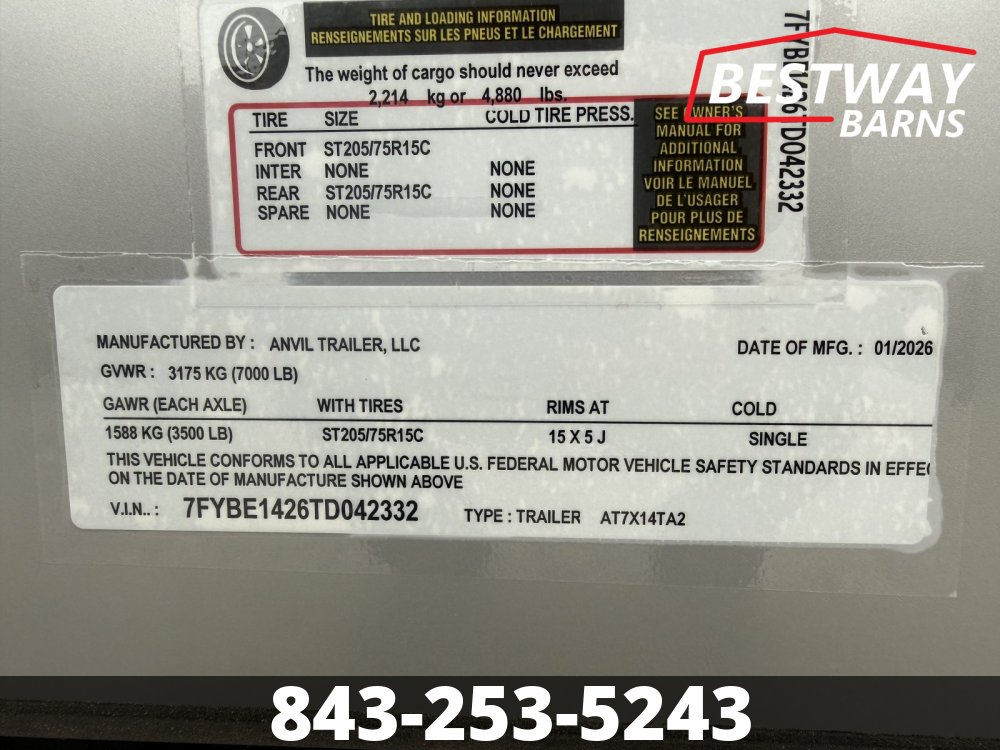 TIRE AND LOADING INFORMATION
RENSEIGNEMENTS SUR LES PNEUS ET LE CHARGEMENT
The weight of cargo should never exceed
2,214 kg or 4,880 lbs.
TIRE SIZE COLD TIRE PRESS.
FRONT ST205/75R15C
INTER NONE NONE
REAR ST205/75R15C NONE
SPARE NONE NONE
SEE OWNER'S
MANUAL FOR
ADDITIONAL
INFORMATION
VOIR LE MANUEL
DE L'USAGER
POUR PLUS DE
RENSEIGNEMENTS
7FYBE1426TD042332
BESTWAY
BARNS
MANUFACTURED BY : ANVIL TRAILER, LLC DATE OF MFG. : 01/2026
GVWR : 3175 KG (7000 LB)
GAWR (EACH AXLE) WITH TIRES RIMS AT COLD
1588 KG (3500 LB) ST205/75R15C 15 X 5 J SINGLE
THIS VEHICLE CONFORMS TO ALL APPLICABLE U.S. FEDERAL MOTOR VEHICLE SAFETY STANDARDS IN EFFE
ON THE DATE OF MANUFACTURE SHOWN ABOVE
V.I.N.. : 7FYBE1426TD042332 TYPE : TRAILER AT7X14TA2
843-253-5243